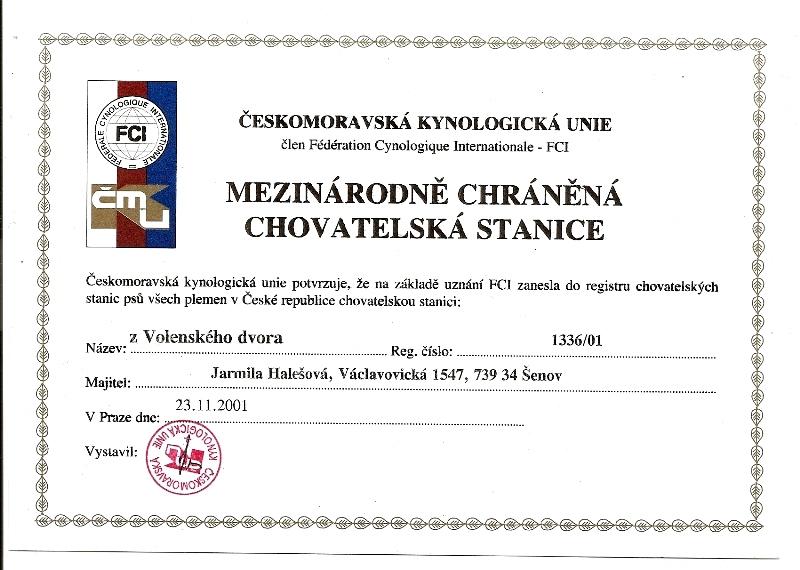 FÉDERALE CYNOLOGIQUE INTERNATIONALE
FCI
ČMKU
ČESKOMORAVSKÁ KYNOLOGICKÁ UNIE
člen Fédération Cynologique Internationale - FCI
MEZINÁRODNĚ CHRÁNĚNÁ
CHOVATELSKÁ STANICE
Českomoravská kynologická unie potvrzuje, že na základě uznání FCI zanesla do registru chovatelských
stanic psů všech plemen v České republice chovatelskou stanici:
Název: z Volenského dvora Reg. číslo: 1336/01
Majitel: Jarmila Halešová, Václavovická 1547, 739 34 Šenov
V Praze dne: 23.11.2001
Vystavil:
ČESKOMORAVSKÁ KYNOLOGICKÁ UNIE